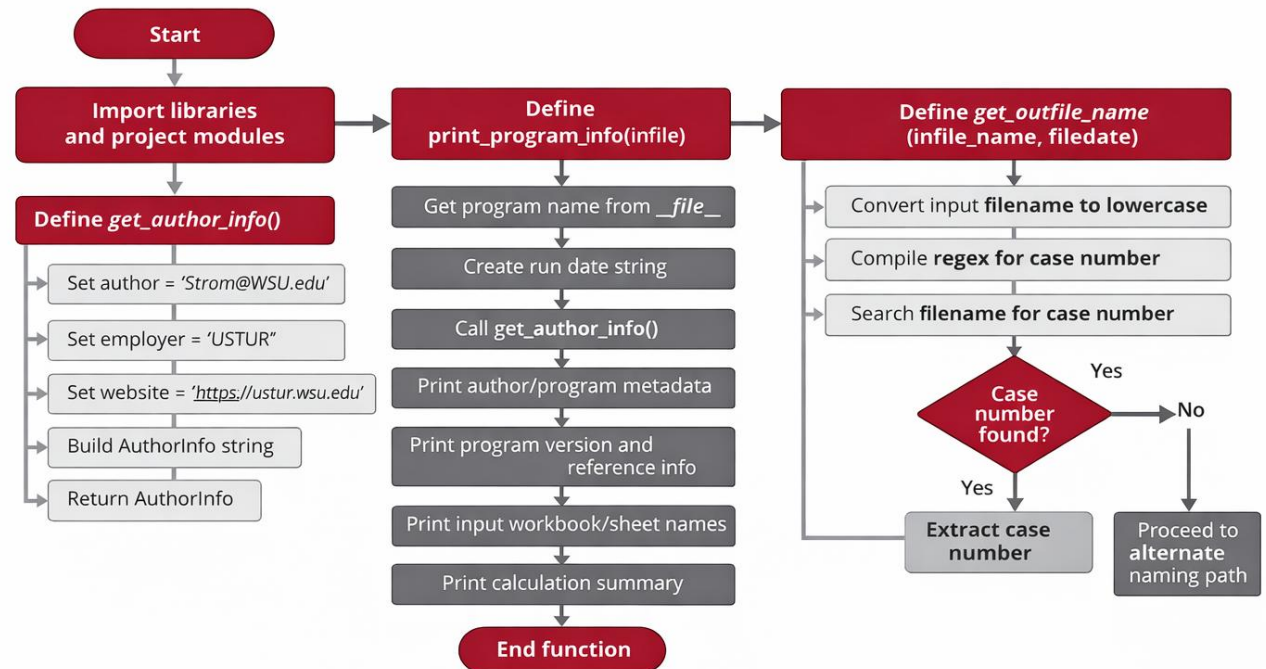 Start
Import libraries
and project modules
Define get_author_info()
Set author = ‘Strom@WSU.edu’
Set employer = ‘USTUR”
Set website = ‘https://ustur.wsu.edu’
Build AuthorInfo string
Return AuthorInfo
Define
print_program_info(infile)
Get program name from __file__
Create run date string
Call get_author_info()
Print author/program metadata
Print program version and
reference info
Print input workbook/sheet names
Print calculation summary
End function
Define get_outfile_name
(infile_name, filedate)
Convert input filename to lowercase
Compile regex for case number
Search filename for case number
Case
number
found?
Yes
No
Yes
Extract case
number
Proceed to
alternate
naming path